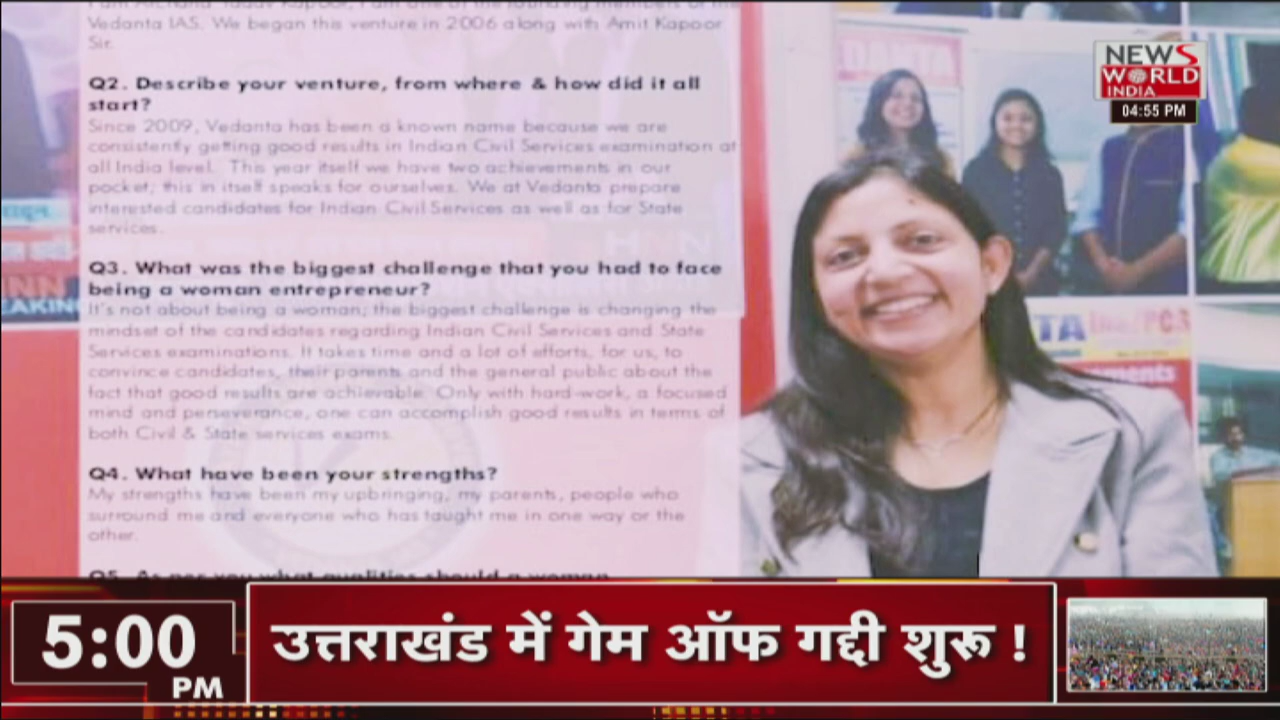 Vedanta IAS. We began this venture in 2006 along with Amit Kapoor
Sir.
Q2. Describe your venture, from where & how did it all
start?
Since 2009, Vedanta has been a known name because we are
consistently getting good results in Indian Civil Services examination at
all India level. This year itself we have two achievements in our
pocket; this in itself speaks for ourselves. We at Vedanta prepare
interested candidates for Indian Civil Services as well as for State
services.
Q3. What was the biggest challenge that you had to face
being a woman entrepreneur?
It's not about being a woman; the biggest challenge is changing the
mindset of the candidates regarding Indian Civil Services and State
Services examinations. It takes time and a lot of efforts, for us, to
convince candidates, their parents and the general public about the
fact that good results are achievable. Only with hard-work, a focused
mind and perseverance, one can accomplish good results in terms of
both Civil & State services exams.
Q4. What have been your strengths?
My strengths have been my upbringing, my parents, people who
surround me and everyone who has taught me in one way or the
other.
Q5. As per you what qualities should a woman
NEWS
WORLD
INDIA
04:55 PM
TA
5:00
PM
उत्तराखंड में गेम ऑफ गद्दी शुरू !